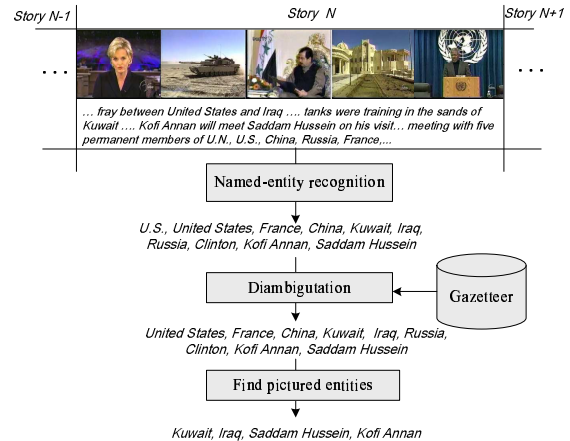 Story N-1 Story N Story N+1
... ...
... fray between United States and Iraq .... tanks were training in the sands of
Kuwait .... Kofi Annan will meet Saddam Hussein on his visit... meeting with five
permanent members of U.N., U.S., China, Russia, France,...
Named-entity recognition
U.S., United States, France, China, Kuwait, Iraq,
Russia, Clinton, Kofi Annan, Saddam Hussein
Diambigutation
Gazetteer
United States, France, China, Kuwait, Iraq, Russia,
Clinton, Kofi Annan, Saddam Hussein
Find pictured entities
Kuwait, Iraq, Saddam Hussein, Kofi Annan